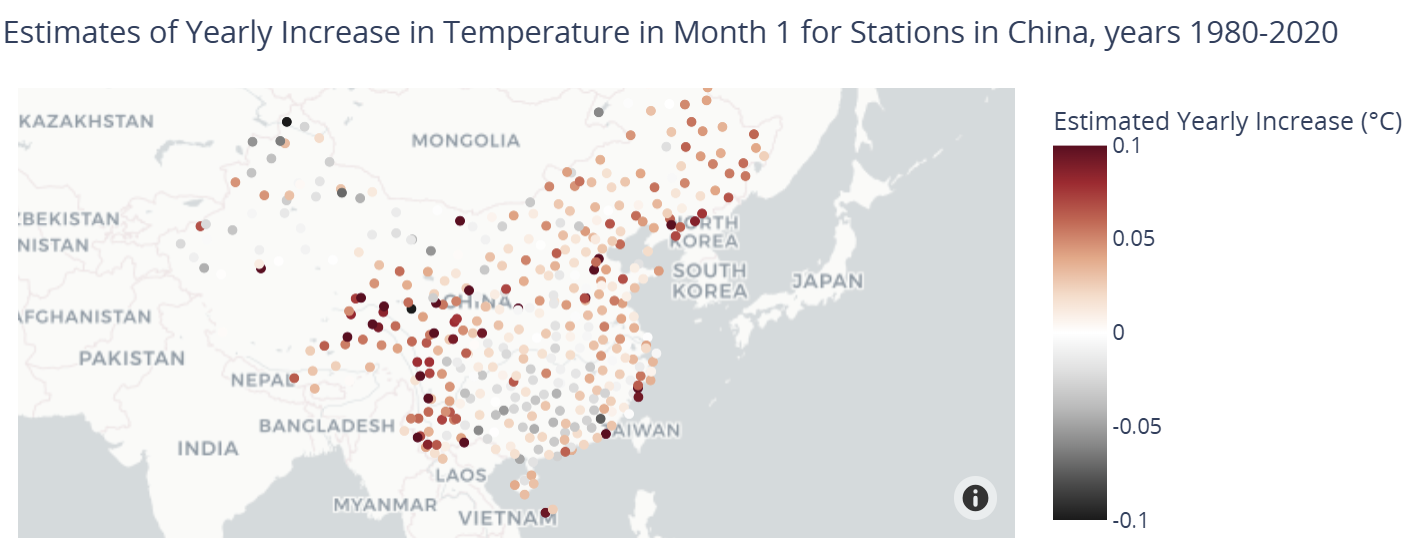 Estimates of Yearly Increase in Temperature in Month 1 for Stations in China, years 1980-2020
Estimated Yearly Increase (°C)
0.1
0.05
0
-0.05
-0.1
KAZAKHSTAN
MONGOLIA
ZBEKISTAN
NISTAN
NORTH
KOREA
SOUTH
KOREA
JAPAN
CHINA
AFGHANISTAN
PAKISTAN
NEPAL
BANGLADESH
AIWAN
INDIA
LAOS
MYANMAR
VIETNAM